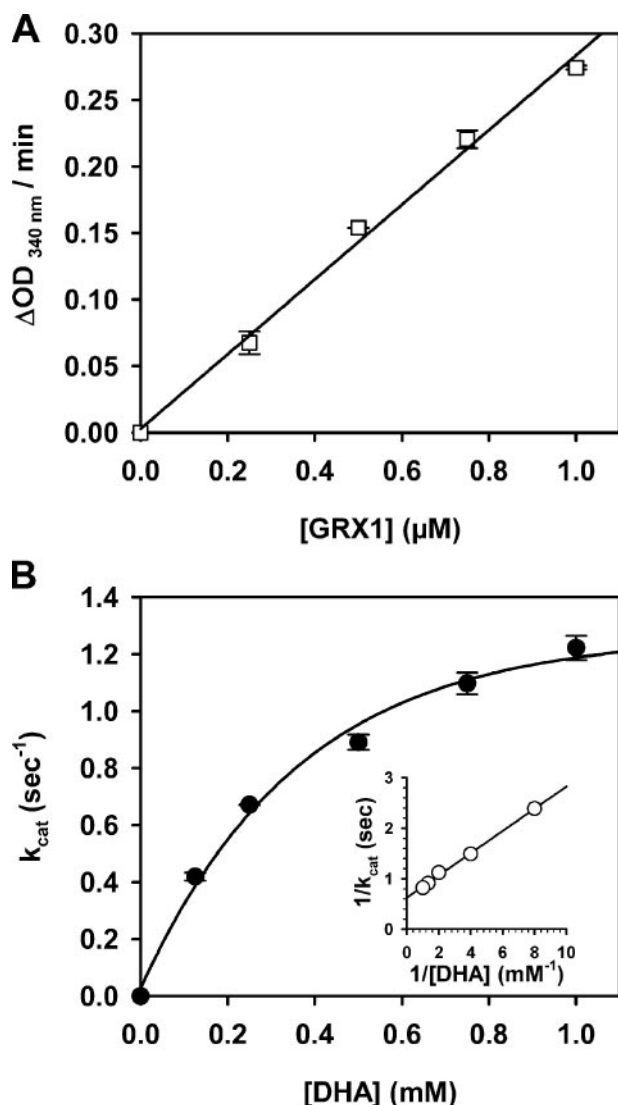 A
0.30
0.25
0.20
0.15
0.10
0.05
0.00
ΔOD 340 nm / min
0.0 0.2 0.4 0.6 0.8 1.0
[GRX1] (µM)
B
1.4
1.2
1.0
0.8
0.6
0.4
0.2
0.0
kcat (sec-1)
3
2
1
0
1/kcat (sec)
0 2 4 6 8 10
1/[DHA] (mM-1)
0.0 0.2 0.4 0.6 0.8 1.0
[DHA] (mM)